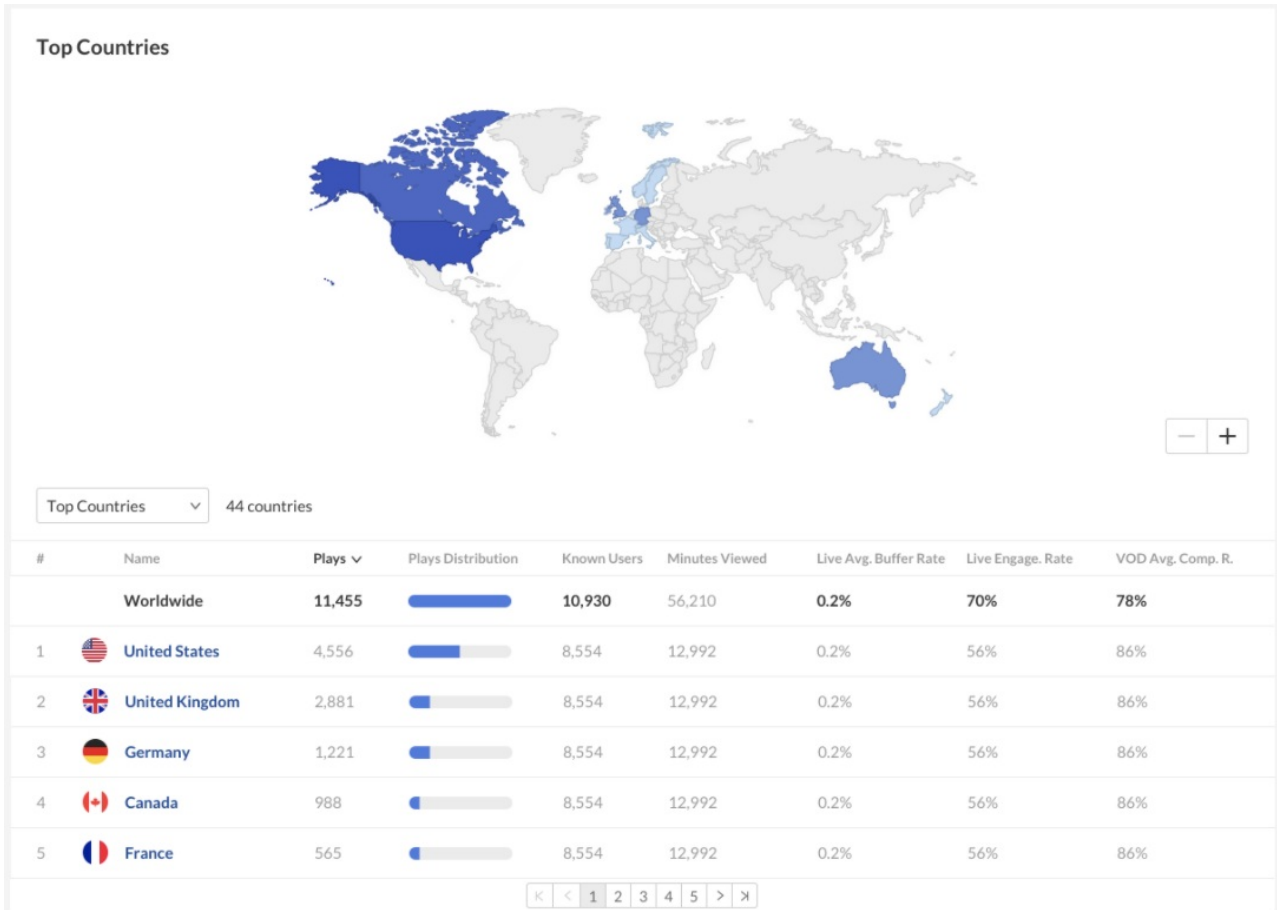 Top Countries
− +
Top Countries 44 countries
# Name Plays Plays Distribution Known Users Minutes Viewed Live Avg. Buffer Rate Live Engage. Rate VOD Avg. Comp. R.
Worldwide 11,455 10,930 56,210 0.2% 70% 78%
1 United States 4,556 8,554 12,992 0.2% 56% 86%
2 United Kingdom 2,881 8,554 12,992 0.2% 56% 86%
3 Germany 1,221 8,554 12,992 0.2% 56% 86%
4 Canada 988 8,554 12,992 0.2% 56% 86%
5 France 565 8,554 12,992 0.2% 56% 86%
1 2 3 4 5